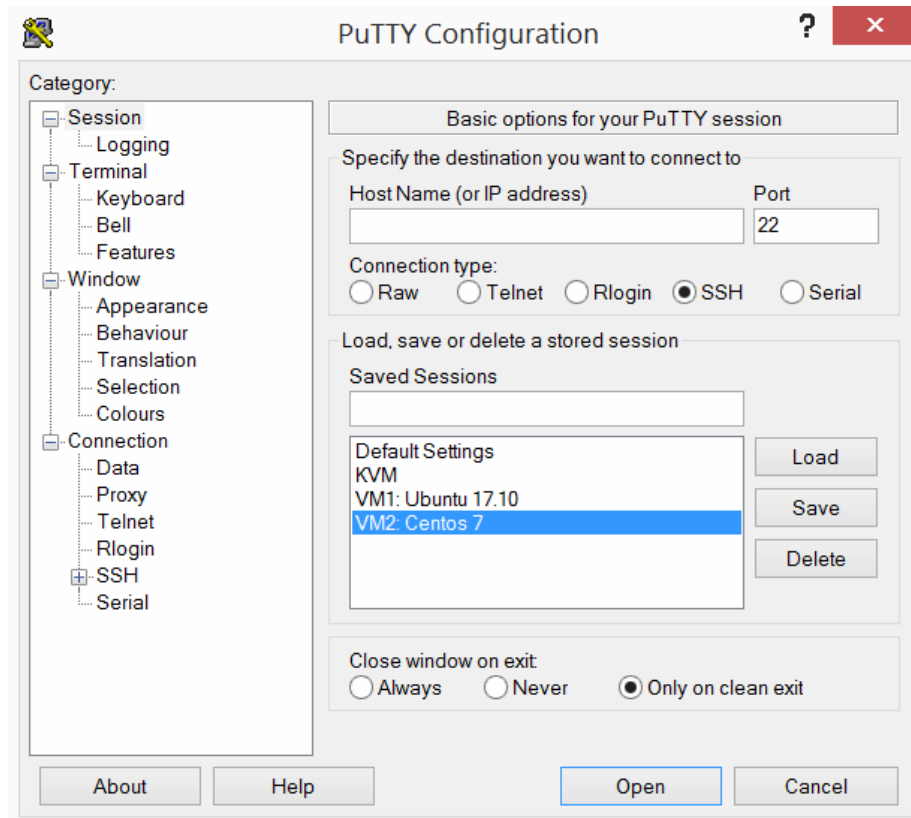 PuTTY Configuration ? x
Category:
Session
Logging
Terminal
Keyboard
Bell
Features
Window
Appearance
Behaviour
Translation
Selection
Colours
Connection
Data
Proxy
Telnet
Rlogin
SSH
Serial
Basic options for your PuTTY session
Specify the destination you want to connect to
Host Name (or IP address) Port
22
Connection type:
Raw Telnet Rlogin SSH Serial
Load, save or delete a stored session
Saved Sessions
Default Settings
KVM
VM1: Ubuntu 17.10
VM2: Centos 7
Load
Save
Delete
Close window on exit:
Always Never Only on clean exit
About Help Open Cancel